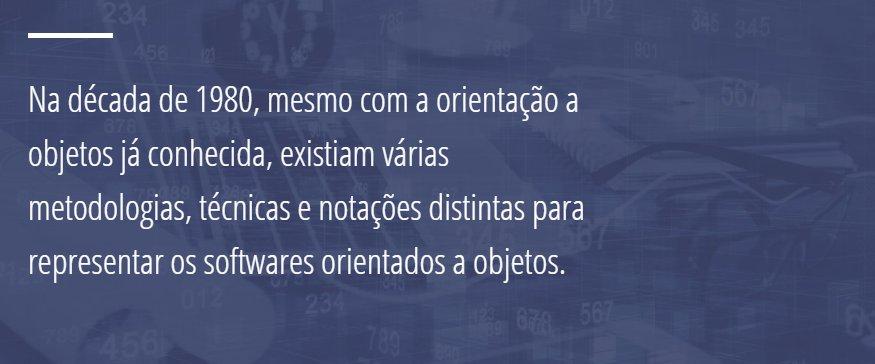 Na década de 1980, mesmo com a orientação a
objetos já conhecida, existiam várias
metodologias, técnicas e notações distintas para
representar os softwares orientados a objetos.